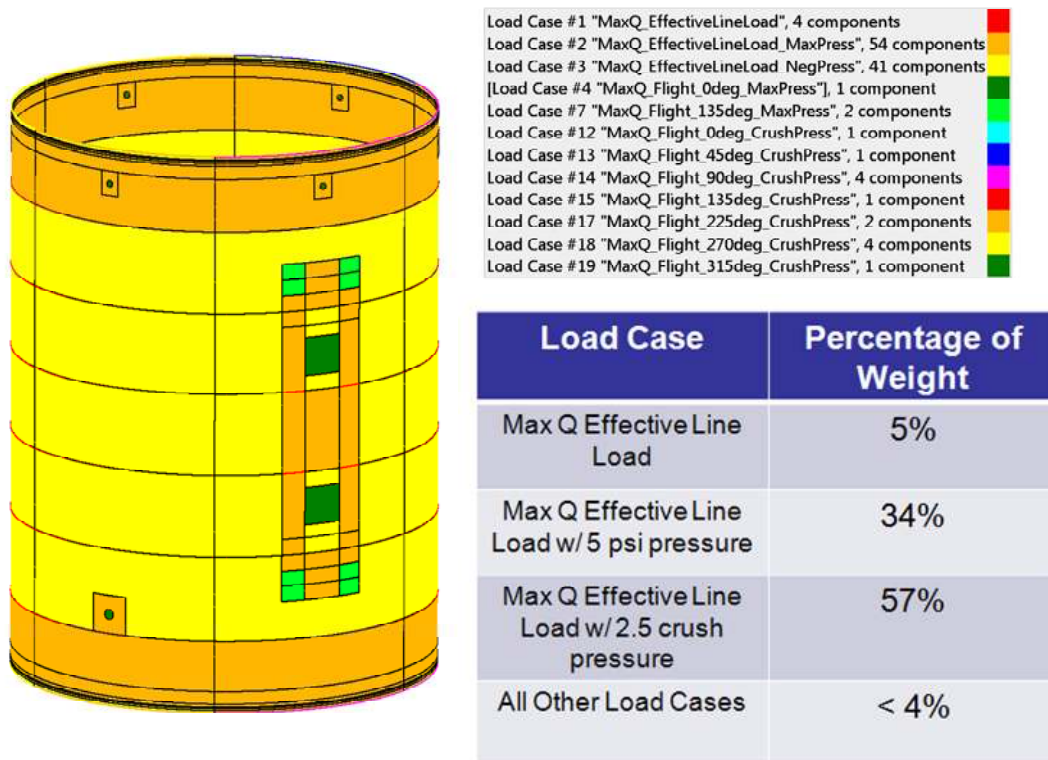 Load Case #1 "MaxQ_EffectiveLineLoad", 4 components
Load Case #2 "MaxQ_EffectiveLineLoad_MaxPress", 54 components
Load Case #3 "MaxQ_EffectiveLineLoad_NegPress", 41 components
[Load Case #4 "MaxQ_Flight_0deg_MaxPress"], 1 component
Load Case #7 "MaxQ_Flight_135deg_MaxPress", 2 components
Load Case #12 "MaxQ_Flight_0deg_CrushPress", 1 component
Load Case #13 "MaxQ_Flight_45deg_CrushPress", 1 component
Load Case #14 "MaxQ_Flight_90deg_CrushPress", 4 components
Load Case #15 "MaxQ_Flight_135deg_CrushPress", 1 component
Load Case #17 "MaxQ_Flight_225deg_CrushPress", 2 components
Load Case #18 "MaxQ_Flight_270deg_CrushPress", 4 components
Load Case #19 "MaxQ_Flight_315deg_CrushPress", 1 component
Load Case
Percentage of
Weight
Max Q Effective Line
Load
5%
Max Q Effective Line
Load w/ 5 psi pressure
34%
Max Q Effective Line
Load w/ 2.5 crush
pressure
57%
All Other Load Cases
< 4%